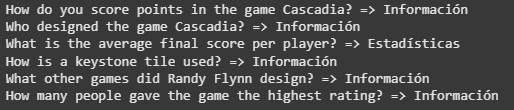 How do you score points in the game Cascadia? => Información
Who designed the game Cascadia? => Información
What is the average final score per player? => Estadísticas
How is a keystone tile used? => Información
What other games did Randy Flynn design? => Información
How many people gave the game the highest rating? => Información